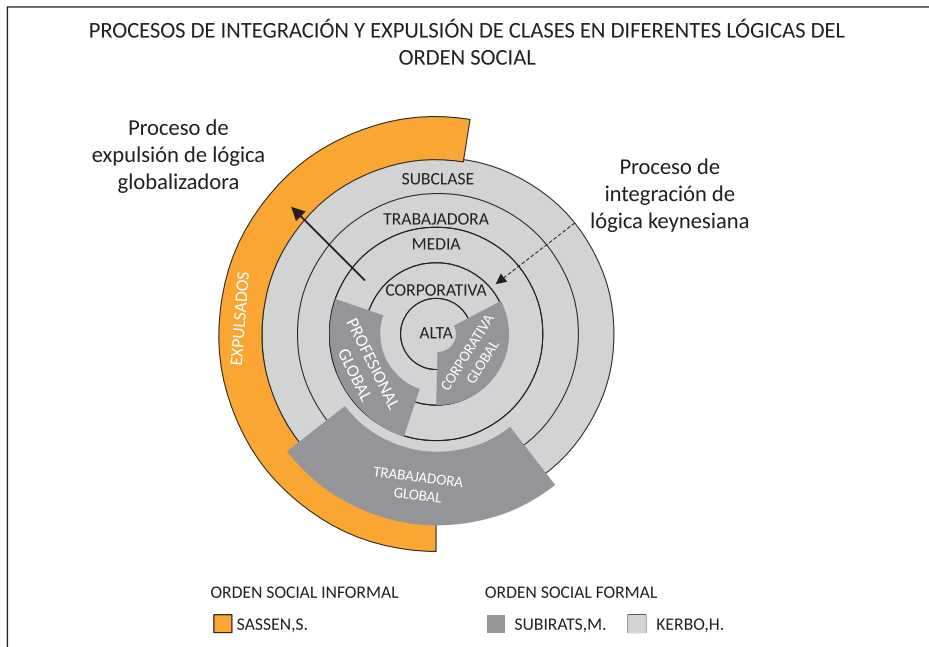 PROCESOS DE INTEGRACIÓN Y EXPULSIÓN DE CLASES EN DIFERENTES LÓGICAS DEL
ORDEN SOCIAL
Proceso de
expulsión de lógica
globalizadora
Proceso de
integración de
lógica keynesiana
SUBCLASE
TRABAJADORA
MEDIA
CORPORATIVA
ALTA
EXPULSADOS
PROFESIONAL
GLOBAL
CORPORATIVA
GLOBAL
TRABAJADORA
GLOBAL
ORDEN SOCIAL INFORMAL
ORDEN SOCIAL FORMAL
SASSEN,S.
SUBIRATS,M.
KERBO,H.